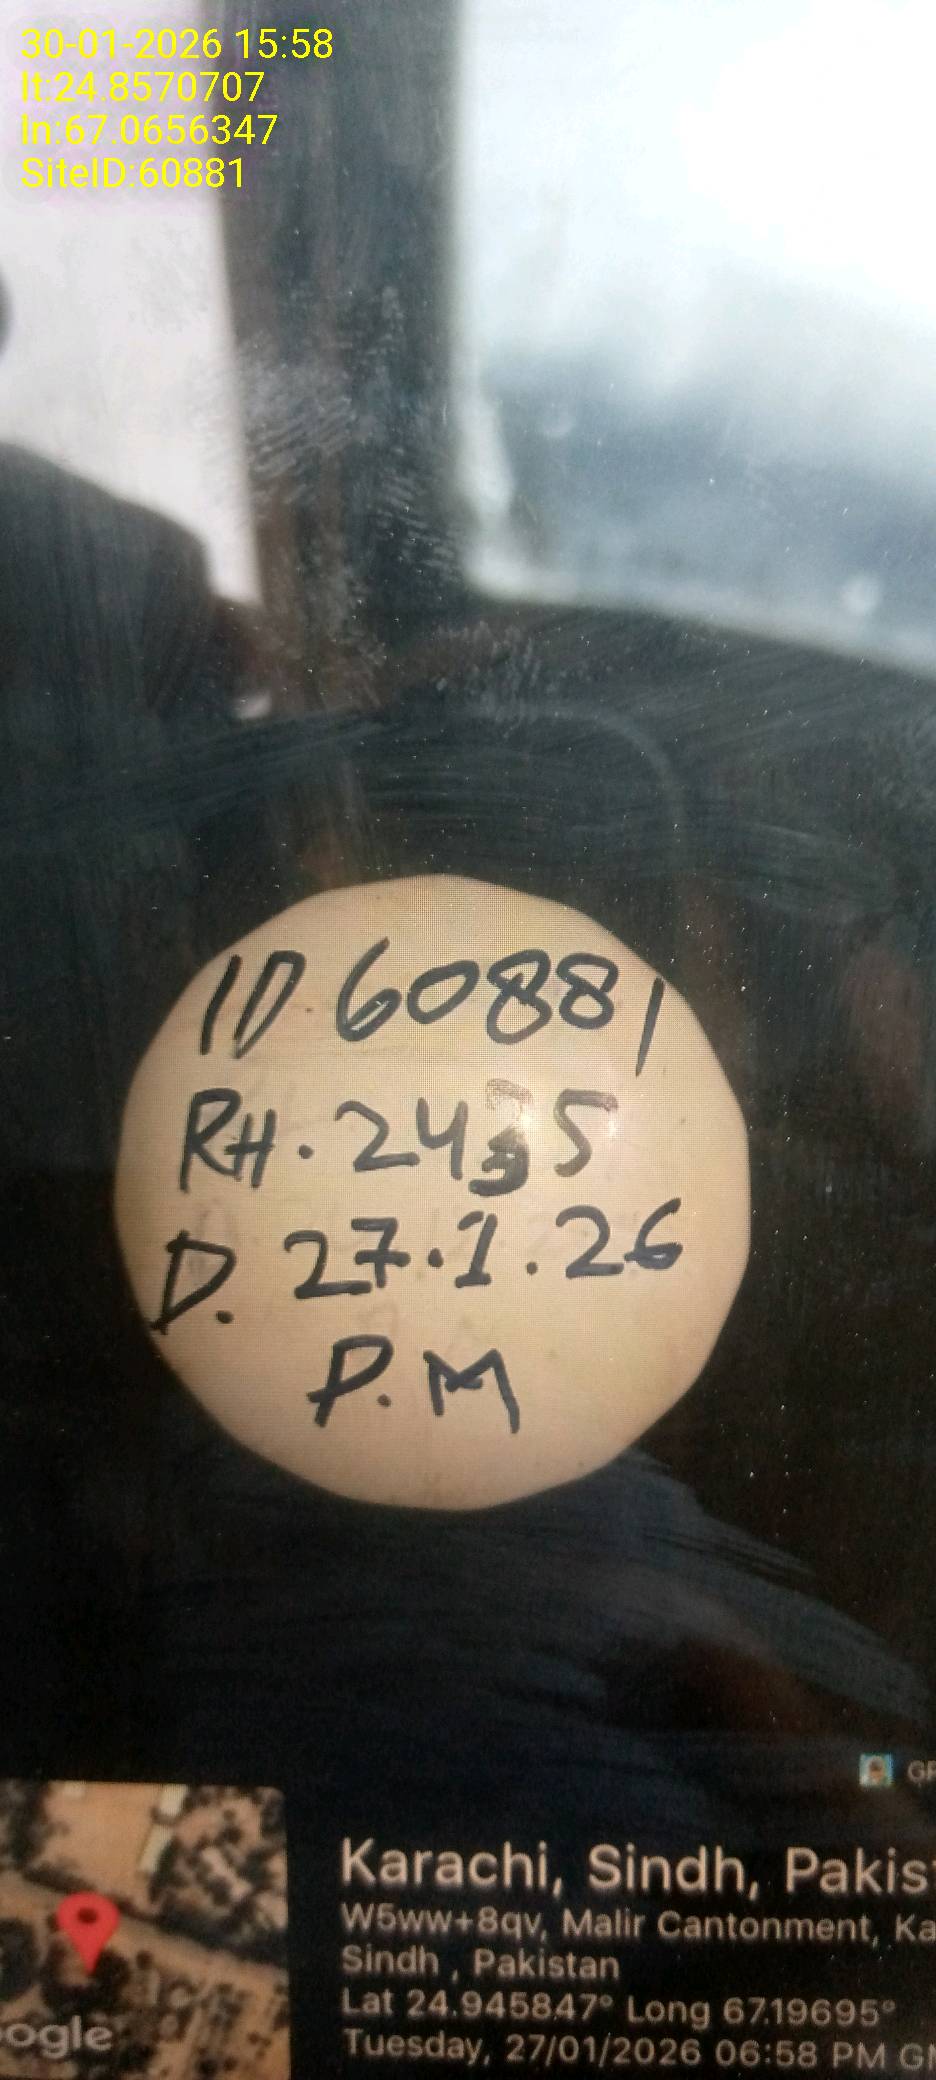 30-01-2026 15:58
lt:24.8570707
ln:67.0656347
SiteID:60881
ID.60881
RH.2435
D. 27.1.26
P.M
Karachi, Sindh,
W5ww+8qv, Malir Cantonment,
Sindh , Pakistan
Lat 24.945847° Long 67.19695°
Tuesday, 27/01/2026 06:58 PM